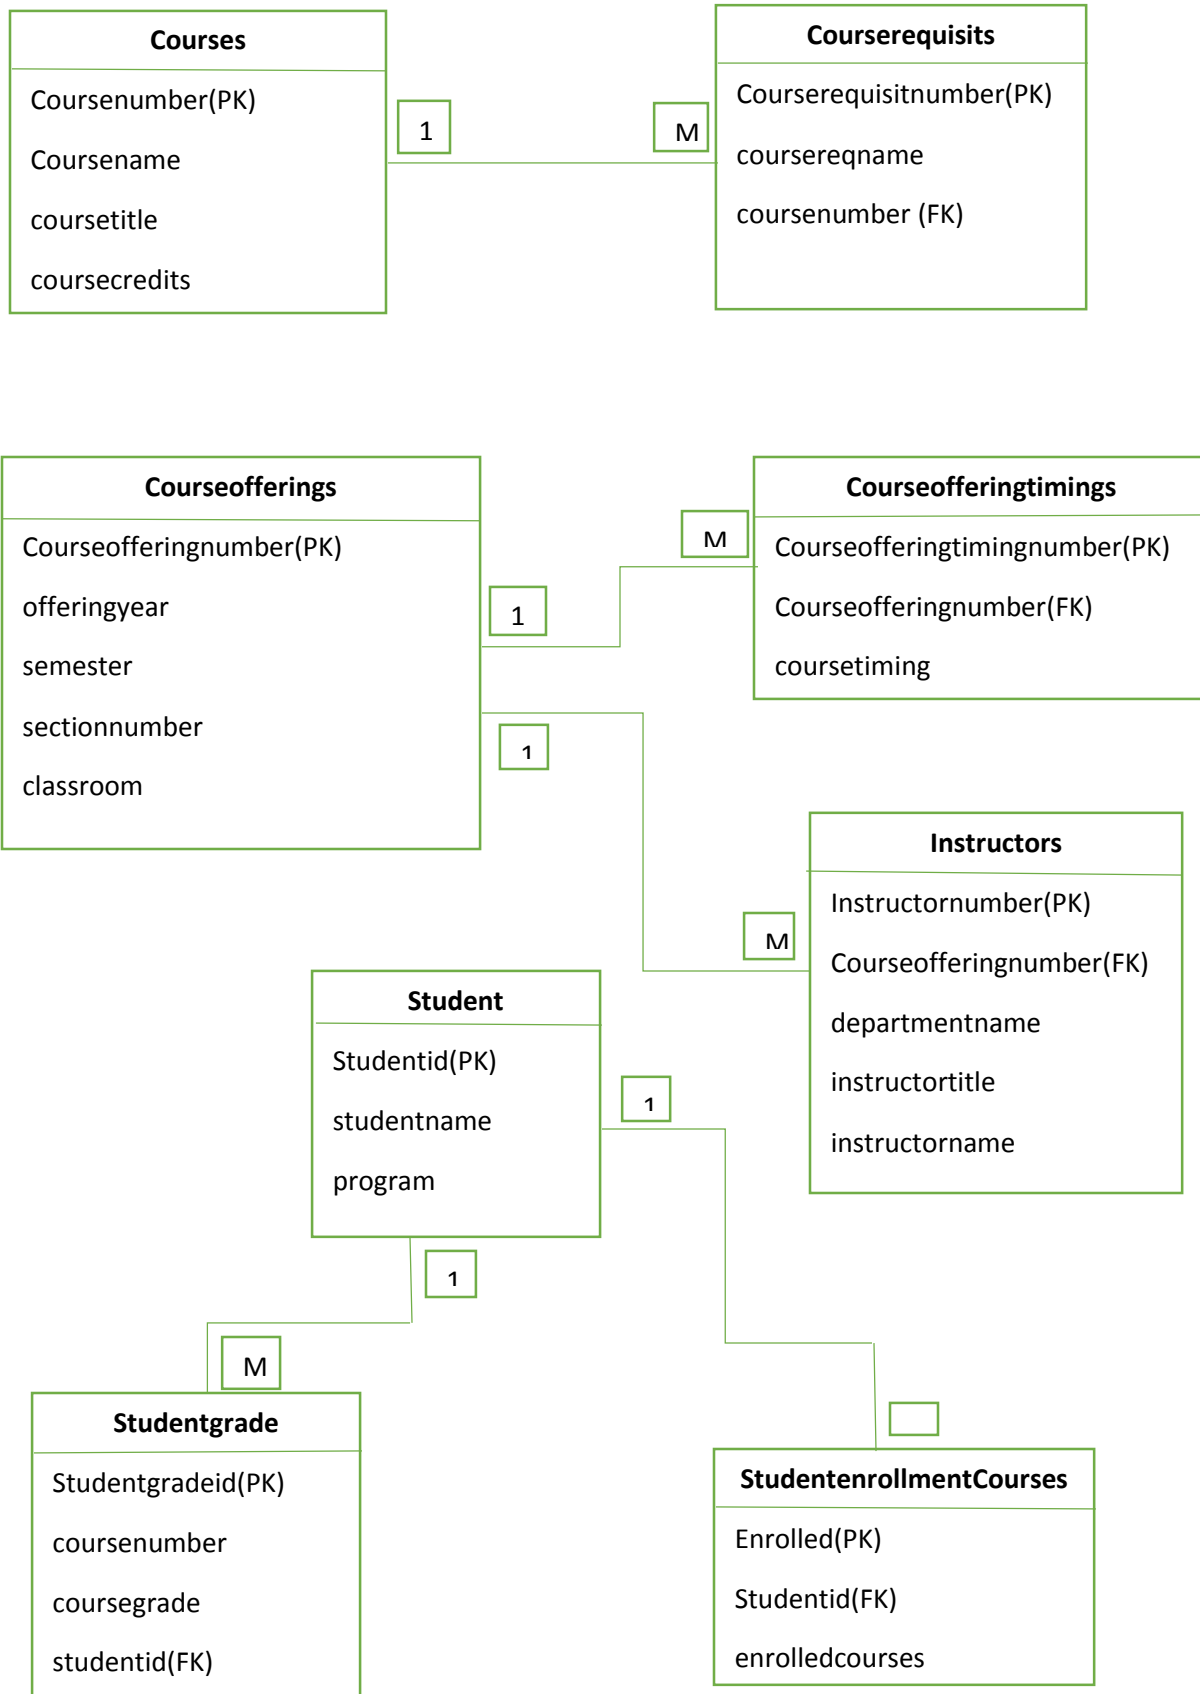 Courses
Coursenumber(PK)
Coursename
coursetitle
coursecredits
1
M
Courserequisits
Courserequisitnumber(PK)
coursereqname
coursenumber (FK)
Courseofferings
Courseofferingnumber(PK)
offeringyear
semester
sectionnumber
classroom
1
M
Courseofferingtimings
Courseofferingtimingnumber(PK)
Courseofferingnumber(FK)
coursetiming
1
M
Instructors
Instructornumber(PK)
Courseofferingnumber(FK)
departmentname
instructortitle
instructorname
Student
Studentid(PK)
studentname
program
1
1
M
Studentgrade
Studentgradeid(PK)
coursenumber
coursegrade
studentid(FK)
StudentenrollmentCourses
Enrolled(PK)
Studentid(FK)
enrolledcourses